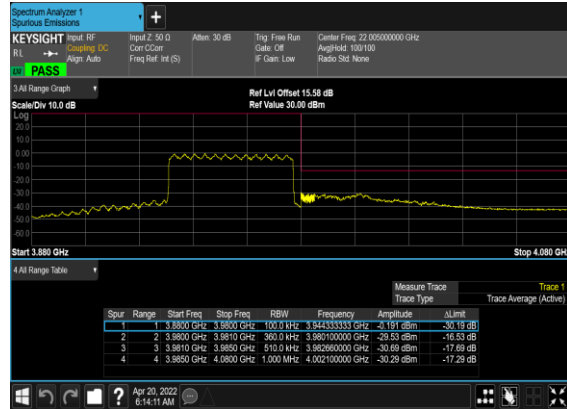 Spectrum Analyzer 1
Spurious Emissions
KEYSIGHT Input: RF Input Z: 50 Ω Atten: 30 dB Trig: Free Run Center Freq: 22.005000000 GHz
RL Coupling: DC Corr CCorr Gate: Off Avg|Hold: 100/100
Align: Auto Freq Ref: Int (S) IF Gain: Low Radio Std: None
PASS
3 All Range Graph
Ref Lvl Offset 15.58 dB
Scale/Div 10.0 dB Ref Value 30.00 dBm
Log
20.0
10.0
0.00
-10.0
-20.0
-30.0
-40.0
-50.0
-60.0
Start 3.880 GHz Stop 4.080 GH
4 All Range Table
Measure Trace Trace 1
Trace Type Trace Average (Active)
Spur Range Start Freq Stop Freq RBW Frequency Amplitude ΔLimit
1 1 3.8800 GHz 3.9800 GHz 100.0 kHz 3.944333333 GHz -0.191 dBm -30.19 dB
2 2 3.9800 GHz 3.9810 GHz 360.0 kHz 3.980100000 GHz -29.53 dBm -16.53 dB
3 3 3.9810 GHz 3.9850 GHz 510.0 kHz 3.982660000 GHz -30.69 dBm -17.69 dB
4 4 3.9850 GHz 4.0800 GHz 1.000 MHz 4.002100000 GHz -30.29 dBm -17.29 dB
? Apr 20, 2022
6:14:11 AM